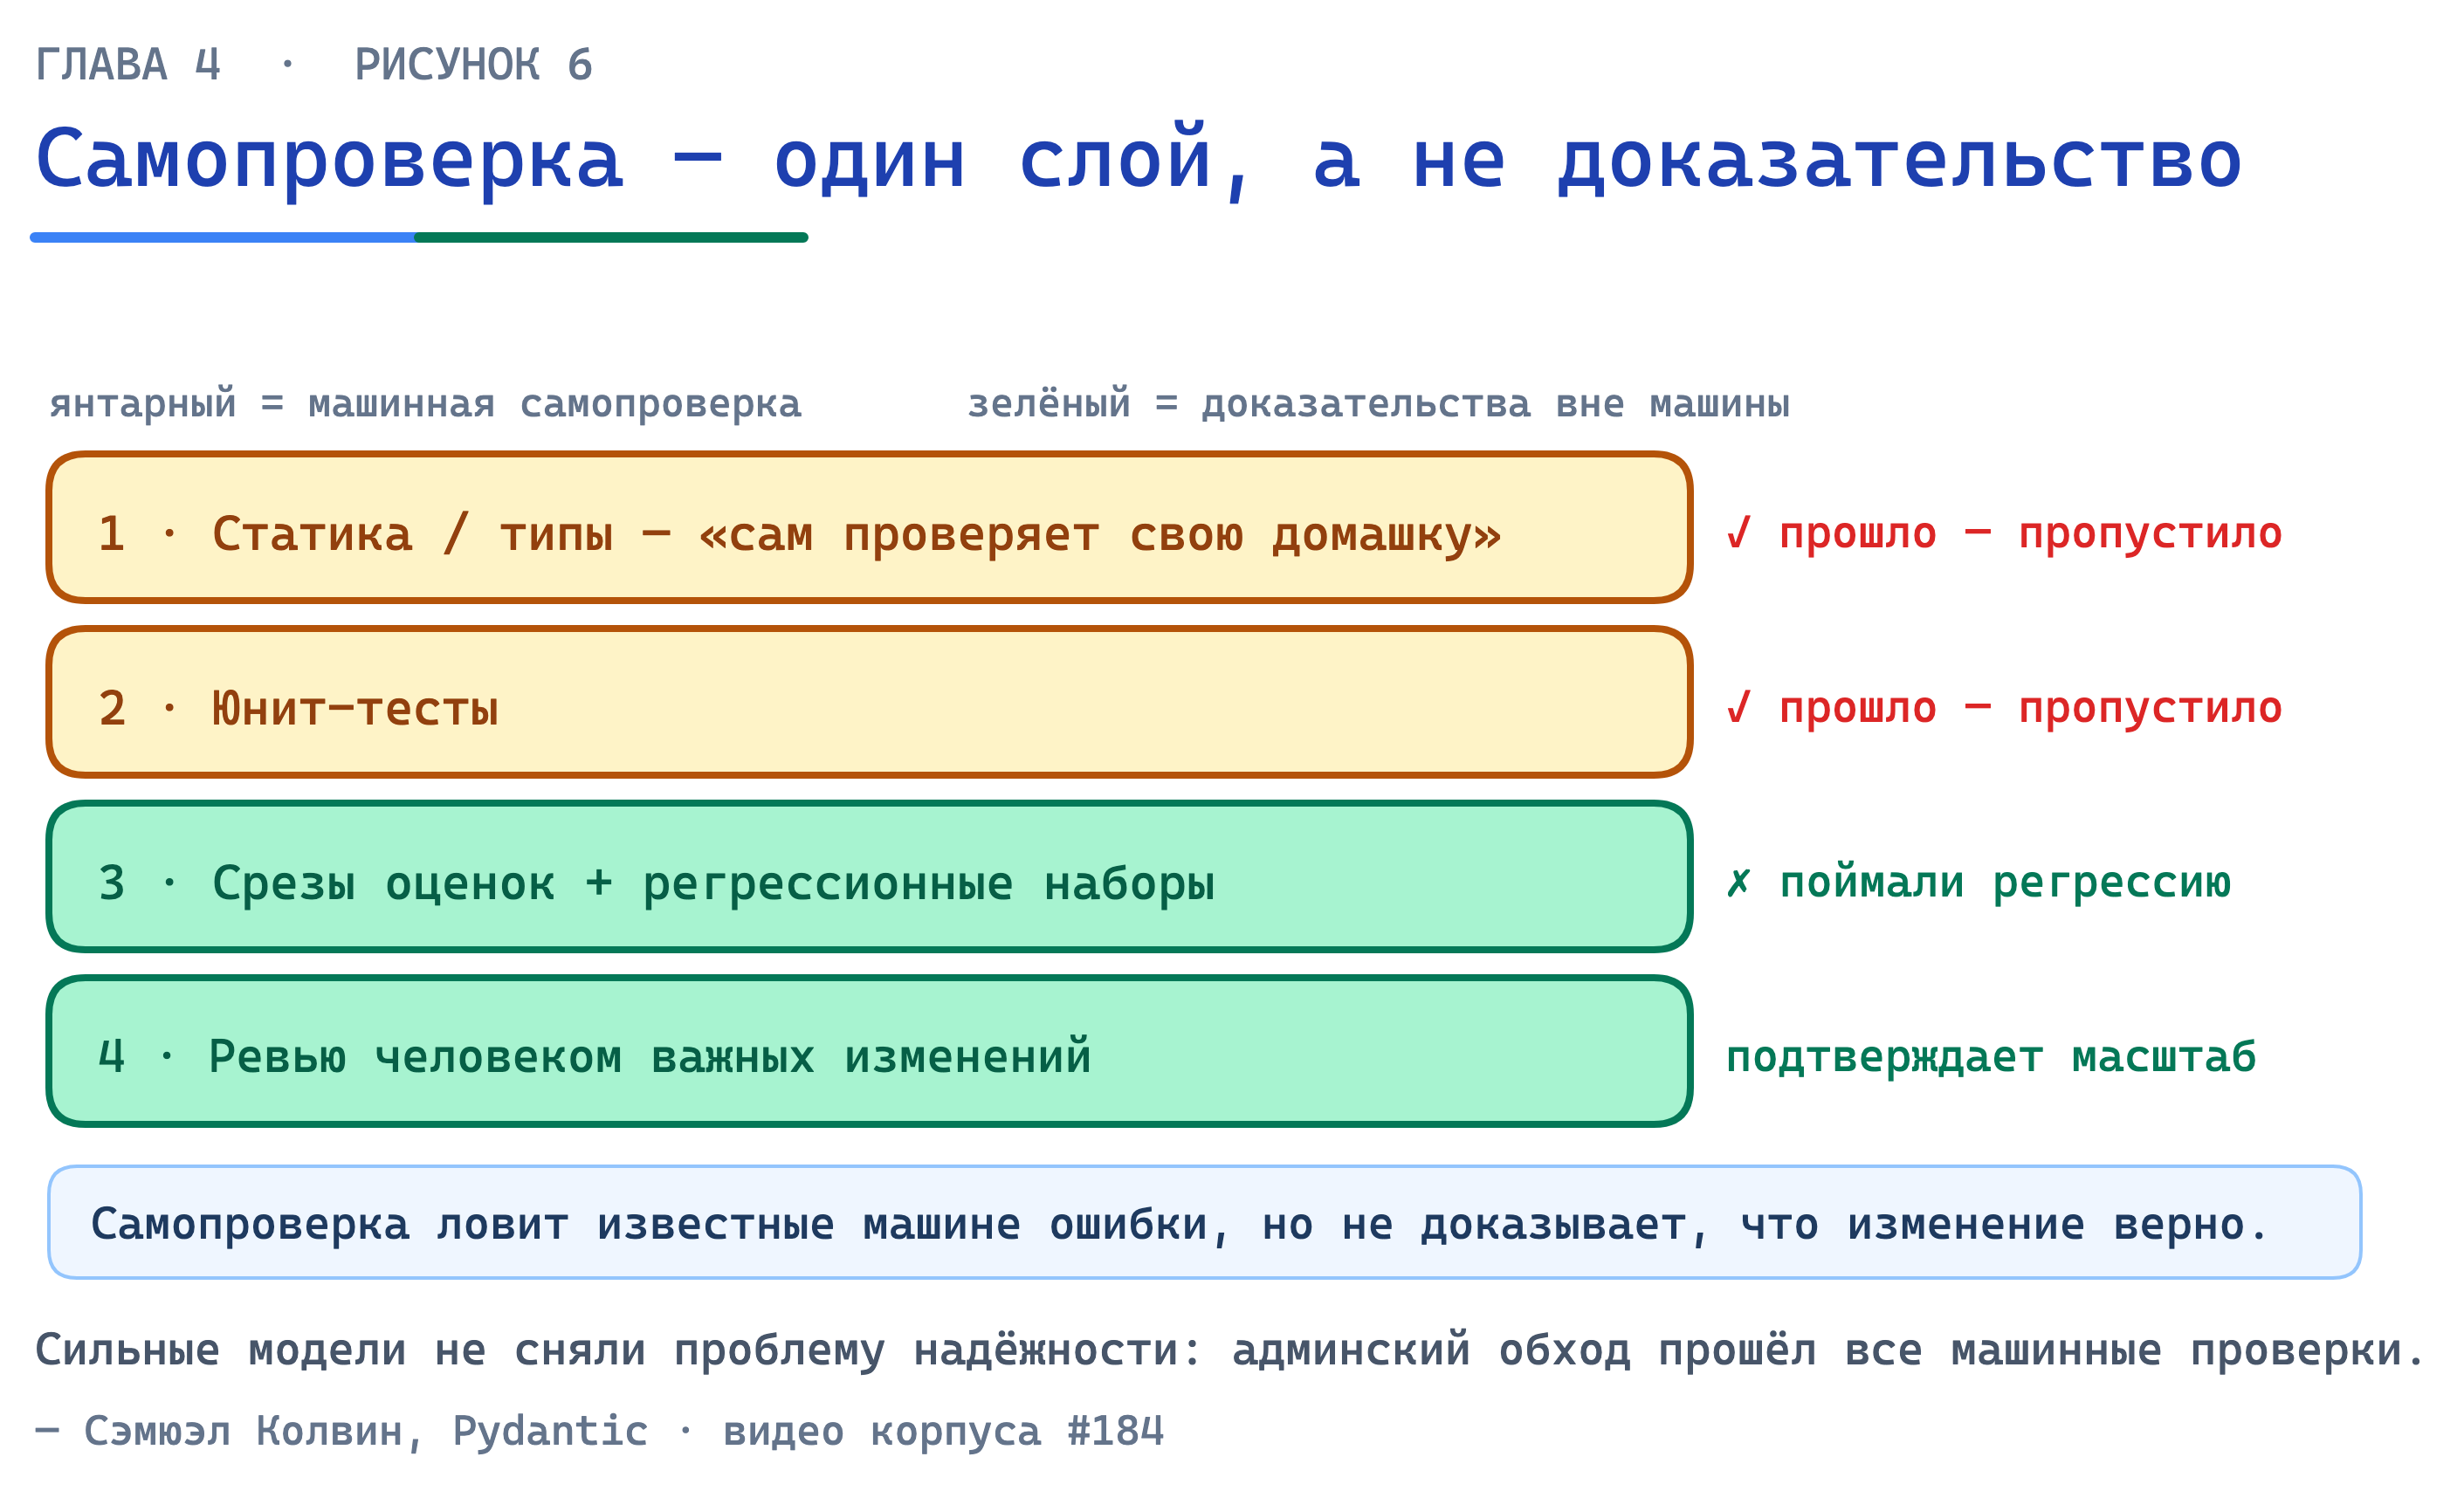 ГЛАВА 4 · РИСУНОК 6
Самопроверка — один слой, а не доказательство
янтарный = машинная самопроверка зелёный = доказательства вне машины
1 · Статика / типы — «сам проверяет свою домашку»
√ прошло — пропустило
2 · Юнит-тесты
√ прошло — пропустило
3 · Срезы оценок + регрессионные наборы
✗ поймали регрессию
4 · Ревью человеком важных изменений
подтверждает масштаб
Самопроверка ловит известные машине ошибки, но не доказывает, что изменение верно.
Сильные модели не сняли проблему надёжности: админский обход прошёл все машинные проверки.
— Сэмюэл Колвин, Pydantic · видео корпуса #184